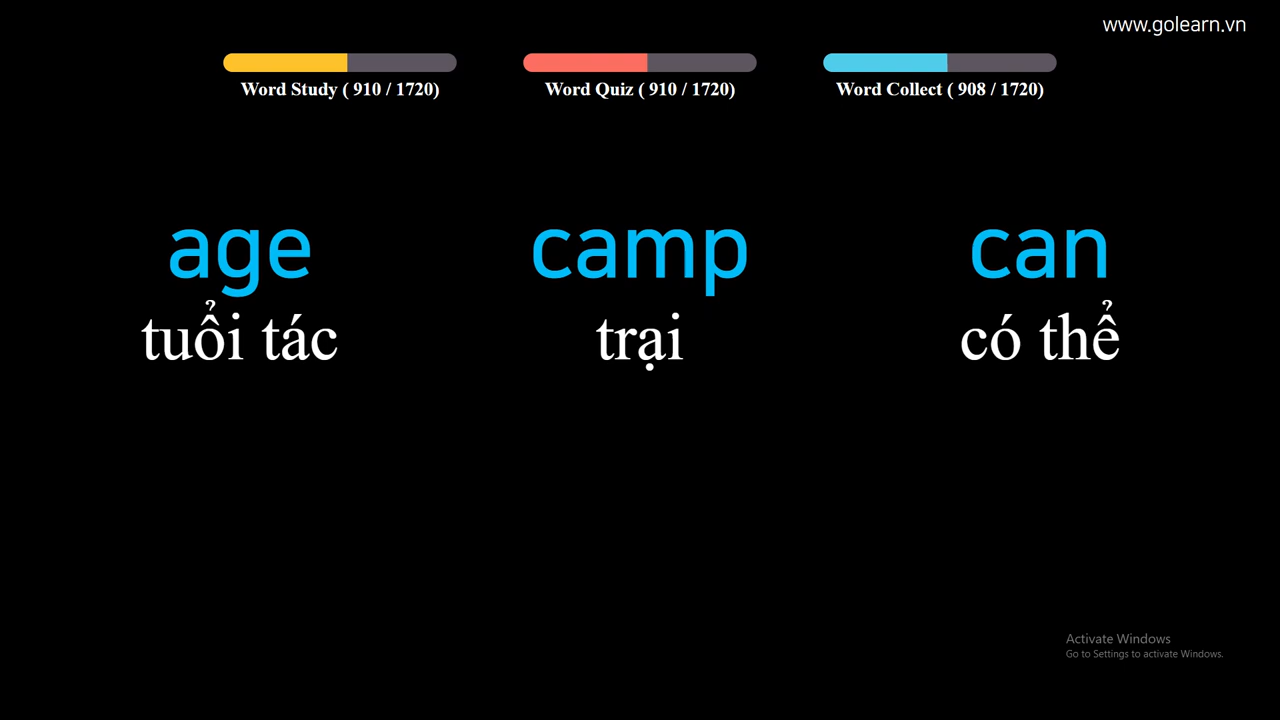 www.golearn.vn
Word Study ( 910 / 1720)
Word Quiz ( 910 / 1720)
Word Collect ( 908 / 1720)
age
camp
can
tuổi tác
trại
có thể
Activate Windows
Go to Settings to activate Windows.